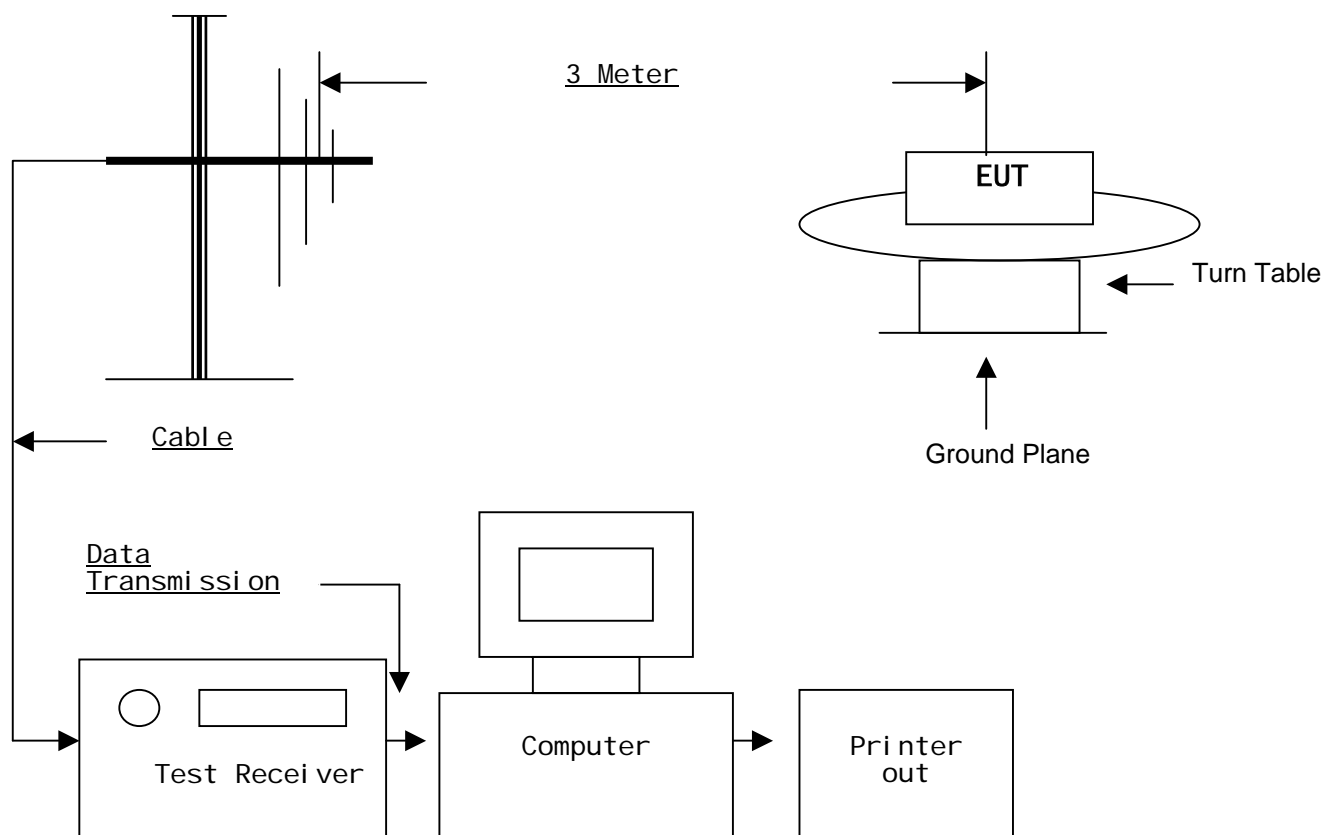 3 Meter
EUT
Turn Table
Cable
Ground Plane
Data
Transmission
Computer
Printer
out
Test Receiver